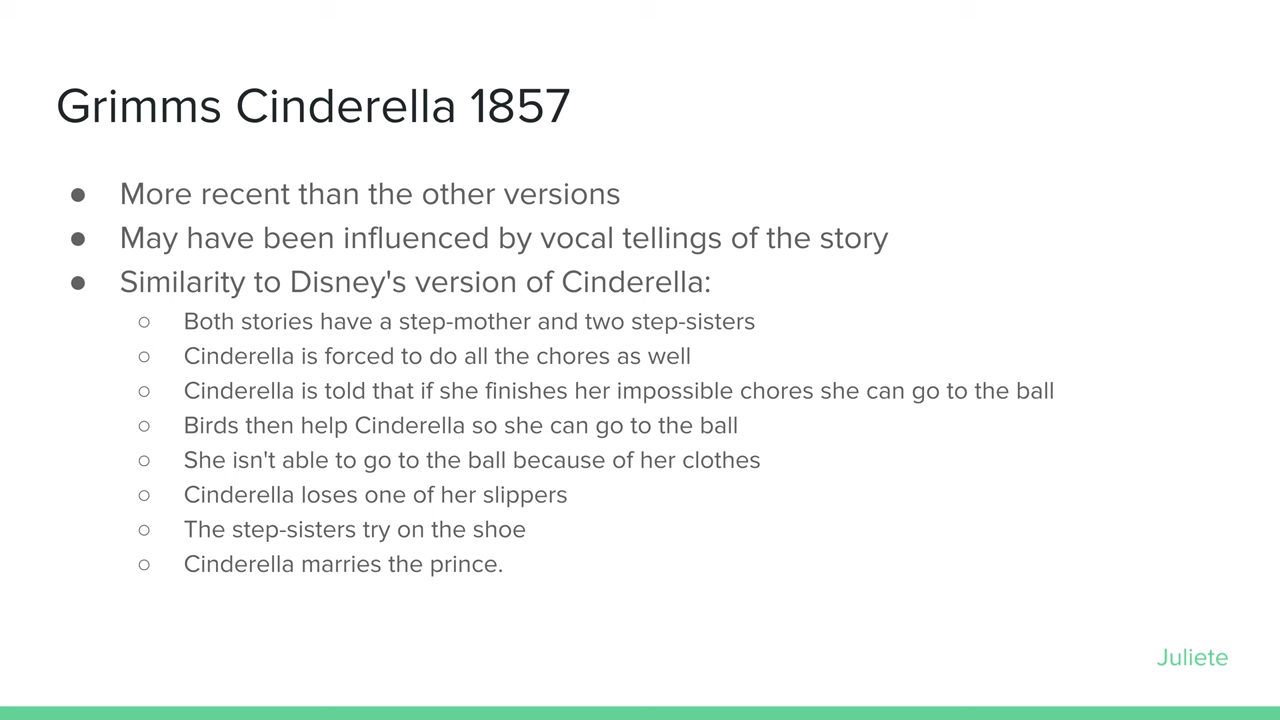 Grimms Cinderella 1857
● More recent than the other versions
● May have been influenced by vocal tellings of the story
● Similarity to Disney's version of Cinderella:
○ Both stories have a step-mother and two step-sisters
○ Cinderella is forced to do all the chores as well
○ Cinderella is told that if she finishes her impossible chores she can go to the ball
○ Birds then help Cinderella so she can go to the ball
○ She isn't able to go to the ball because of her clothes
○ Cinderella loses one of her slippers
○ The step-sisters try on the shoe
○ Cinderella marries the prince.
Juliete